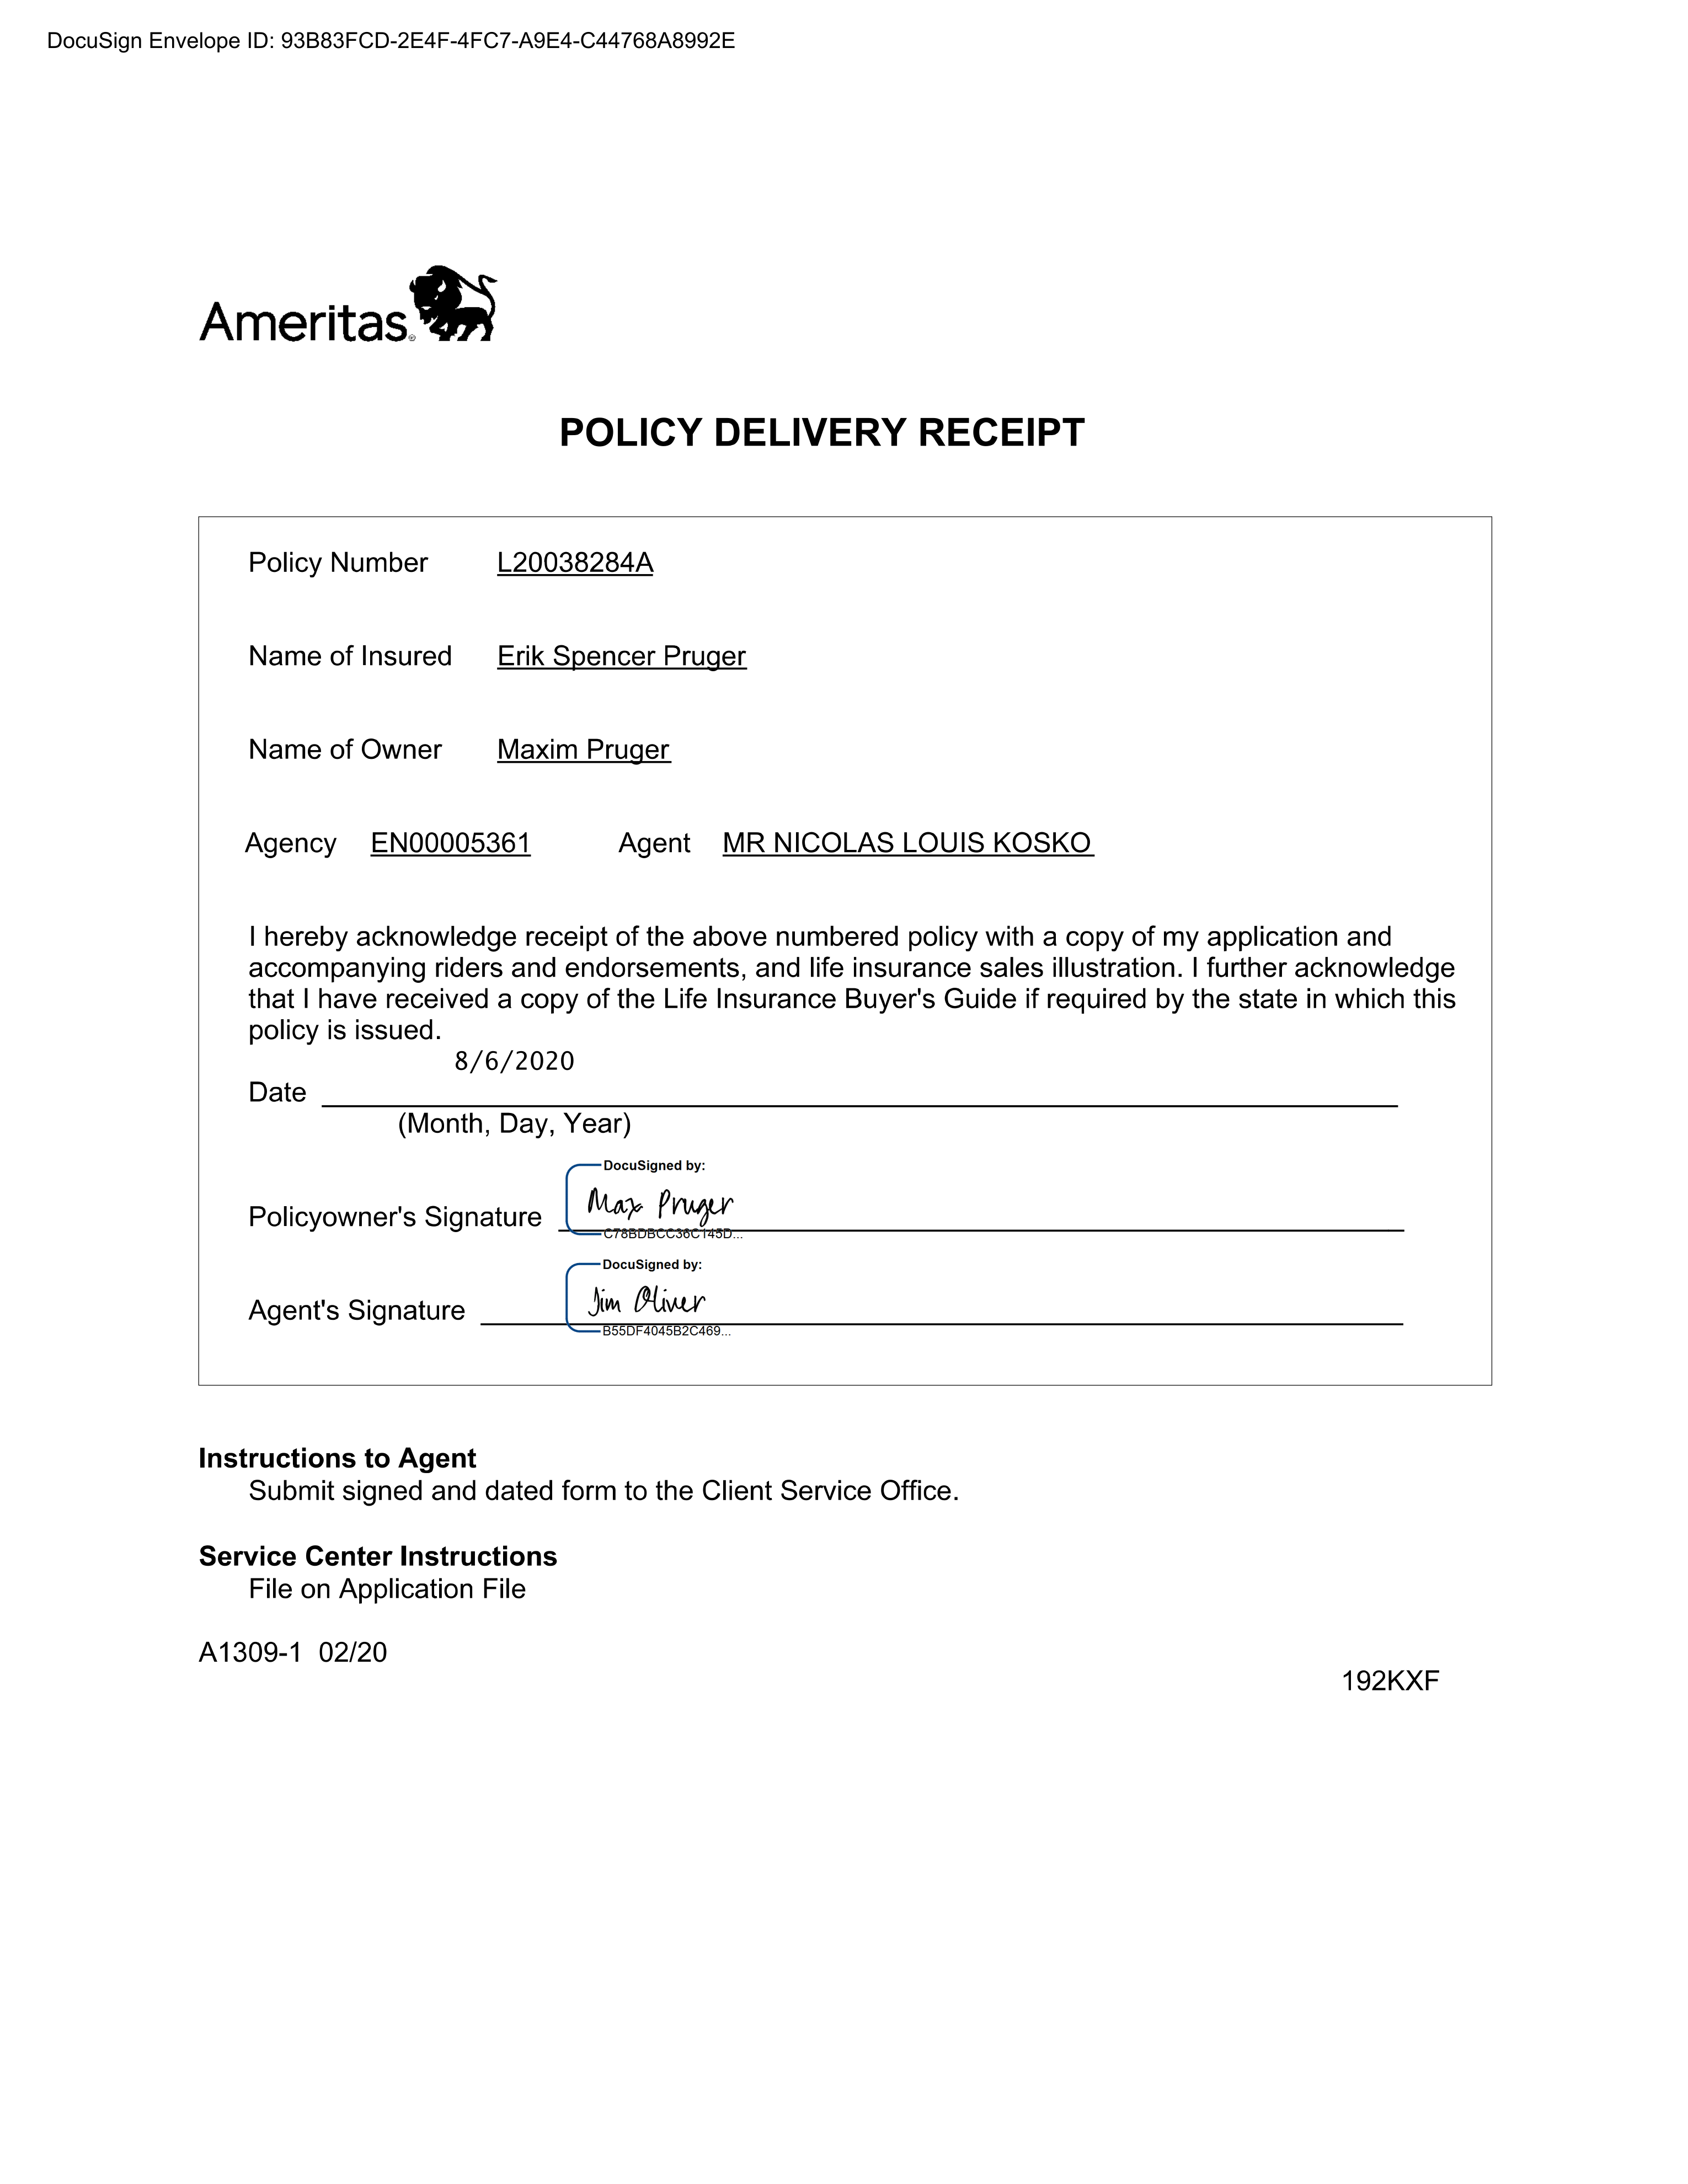 DocuSign Envelope ID: 93B83FCD-2E4F-4FC7-A9E4-C44768A8992E
Ameritas®
POLICY DELIVERY RECEIPT
Policy Number L20038284A
Name of Insured Erik Spencer Pruger
Name of Owner Maxim Pruger
Agency EN00005361 Agent MR NICOLAS LOUIS KOSKO
I hereby acknowledge receipt of the above numbered policy with a copy of my application and
accompanying riders and endorsements, and life insurance sales illustration. I further acknowledge
that I have received a copy of the Life Insurance Buyer's Guide if required by the state in which this
policy is issued.
8/6/2020
Date
(Month, Day, Year)
DocuSigned by:
Max Pruger
Policyowner's Signature
C78BDBCC36C145D...
DocuSigned by:
Jim Oliver
Agent's Signature
B55DF4045B2C469...
Instructions to Agent
Submit signed and dated form to the Client Service Office.
Service Center Instructions
File on Application File
A1309-1 02/20
192KXF